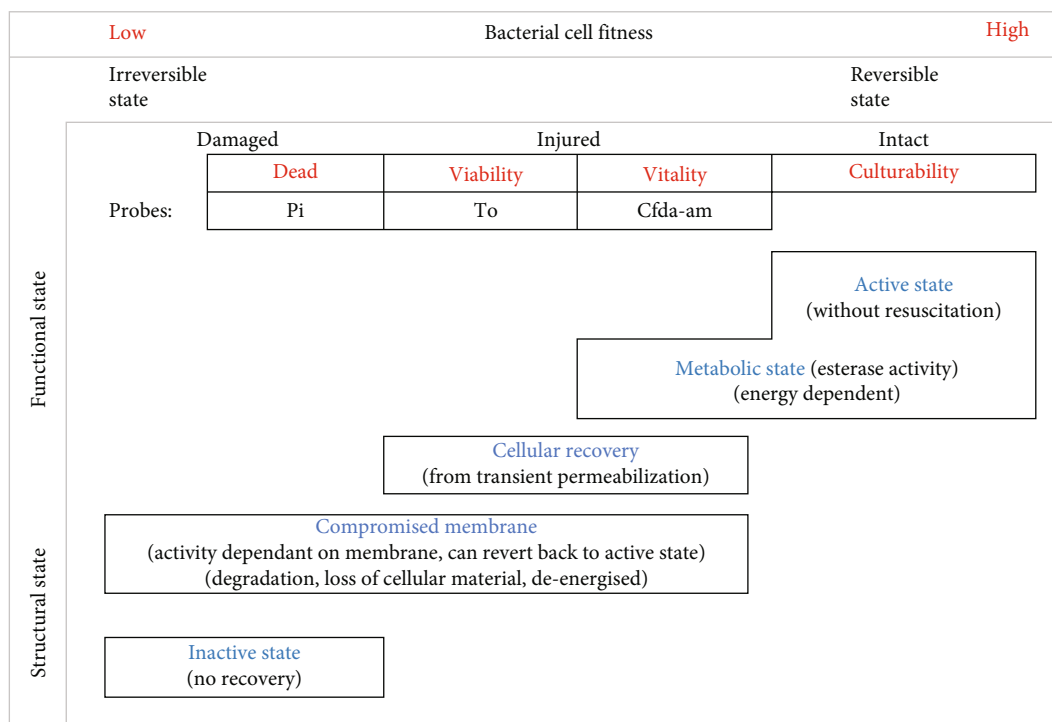 Low
Bacterial cell fitness
High
Irreversible
state
Reversible
state
Damaged
Injured
Intact
Dead
Viability
Vitality
Culturability
Probes:
Pi
To
Cfda-am
Functional state
Active state
(without resuscitation)
Metabolic state (esterase activity)
(energy dependent)
Cellular recovery
(from transient permeabilization)
Structural state
Compromised membrane
(activity dependant on membrane, can revert back to active state)
(degradation, loss of cellular material, de-energised)
Inactive state
(no recovery)